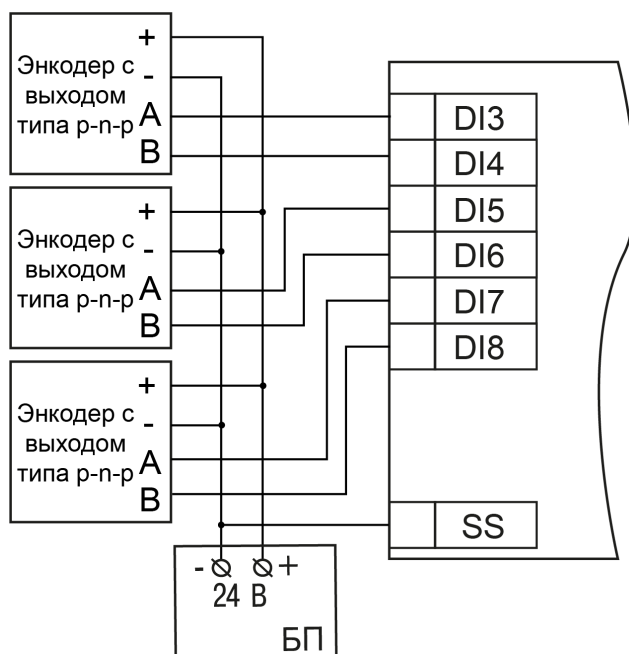 Энкодер с
выходом
типа p-n-p
+
-
A
B
Энкодер с
выходом
типа p-n-p
+
-
A
B
Энкодер с
выходом
типа p-n-p
+
-
A
B
DI3
DI4
DI5
DI6
DI7
DI8
SS
- +
24 В
БП